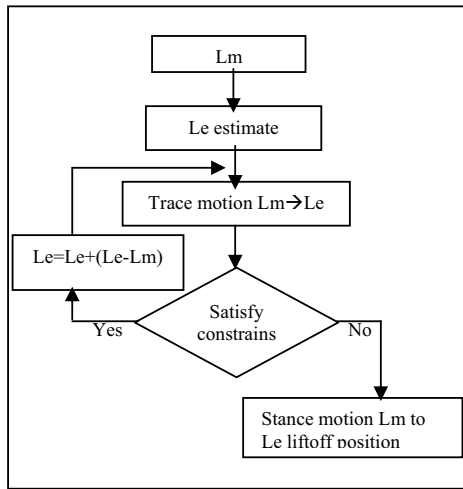 Lm
Le estimate
Trace motion Lm→Le
Le=Le+(Le-Lm)
Satisfy
constrains
Yes
No
Stance motion Lm to
Le liftoff position